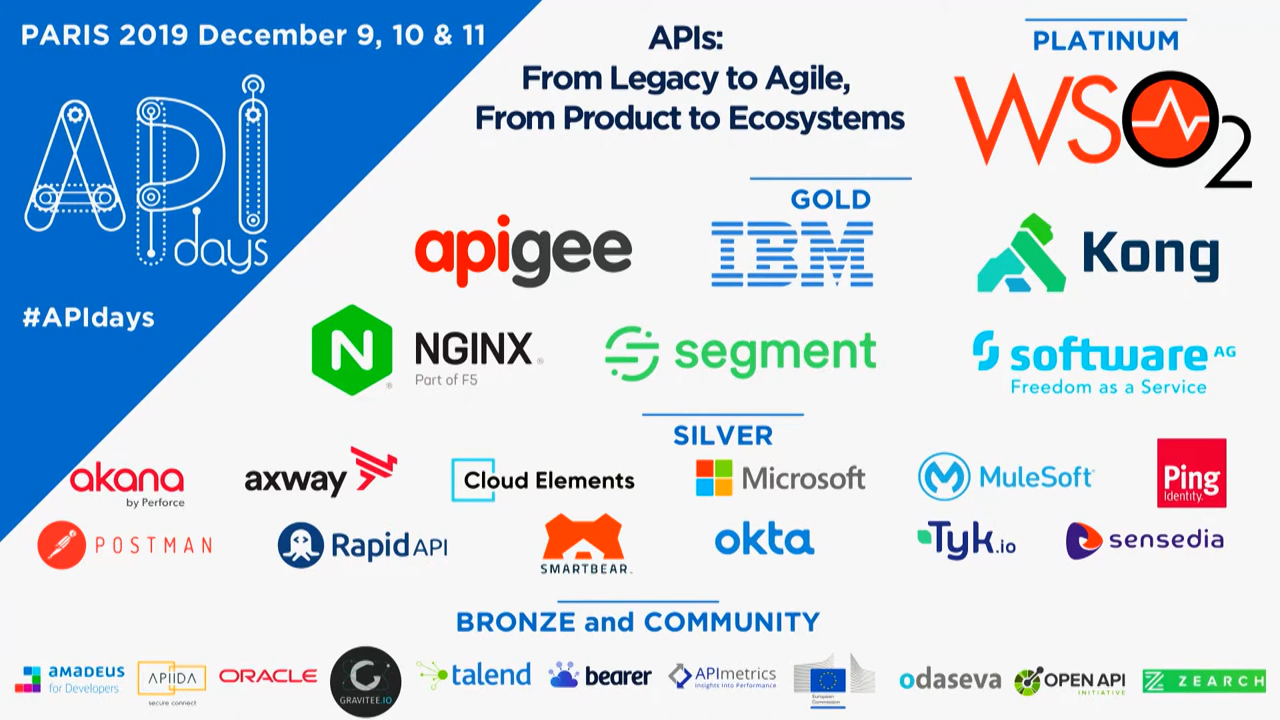 PARIS 2019 December 9, 10 & 11
API
days
#APIdays
APIs:
From Legacy to Agile,
From Product to Ecosystems
PLATINUM
WSO2
GOLD
apigee
IBM
Kong
N
NGINX
Part of F5
segment
software AG
Freedom as a Service
SILVER
akana
by Perforce
axway
Cloud Elements
Microsoft
MuleSoft
Ping
Identity.
POSTMAN
RapidAPI
SMARTBEAR
okta
Tyk.io
sensedia
BRONZE and COMMUNITY
amadeus
for Developers
APIIDA
secure connect
ORACLE
G
GRAVITEE.IO
talend
bearer
APImetrics
Insights into Performance
European
Commission
odaseva
OPEN API
INITIATIVE
ZEARCH